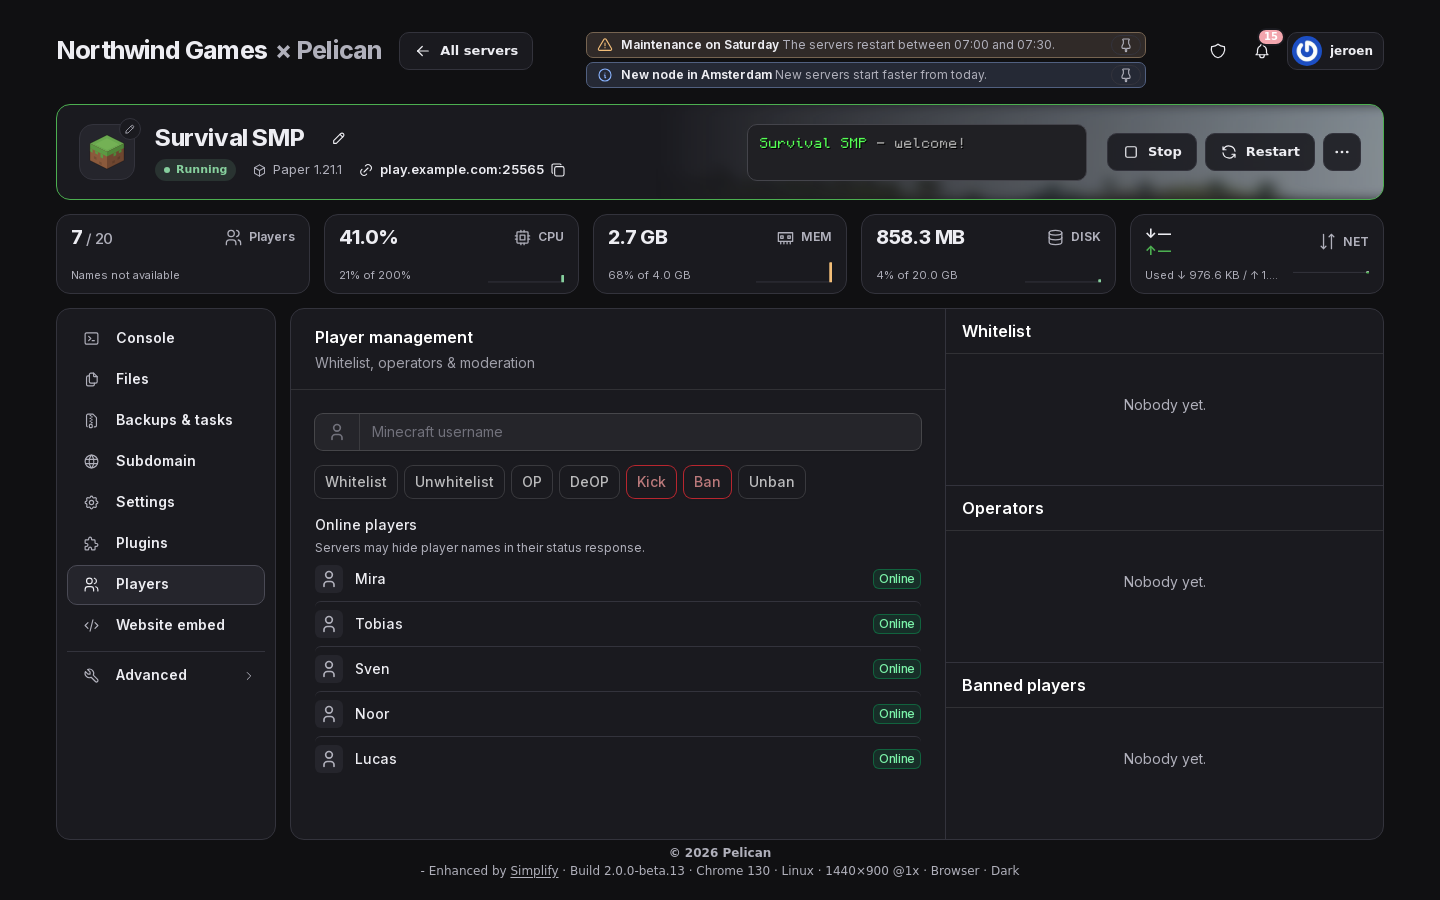 Northwind Games × Pelican
All servers
Maintenance on Saturday The servers restart between 07:00 and 07:30.
New node in Amsterdam New servers start faster from today.
15
jeroen
Survival SMP
Running
Paper 1.21.1
play.example.com:25565
Survival SMP - welcome!
Stop
Restart
7 / 20
Players
Names not available
41.0%
CPU
21% of 200%
2.7 GB
MEM
68% of 4.0 GB
858.3 MB
DISK
4% of 20.0 GB
↓—
↑—
NET
Used ↓ 976.6 KB / ↑ 1....
Console
Files
Backups & tasks
Subdomain
Settings
Plugins
Players
Website embed
Advanced
Player management
Whitelist, operators & moderation
Minecraft username
Whitelist
Unwhitelist
OP
DeOP
Kick
Ban
Unban
Online players
Servers may hide player names in their status response.
Mira
Online
Tobias
Online
Sven
Online
Noor
Online
Lucas
Online
Whitelist
Nobody yet.
Operators
Nobody yet.
Banned players
Nobody yet.
© 2026 Pelican
- Enhanced by Simplify · Build 2.0.0-beta.13 · Chrome 130 · Linux · 1440×900 @1x · Browser · Dark